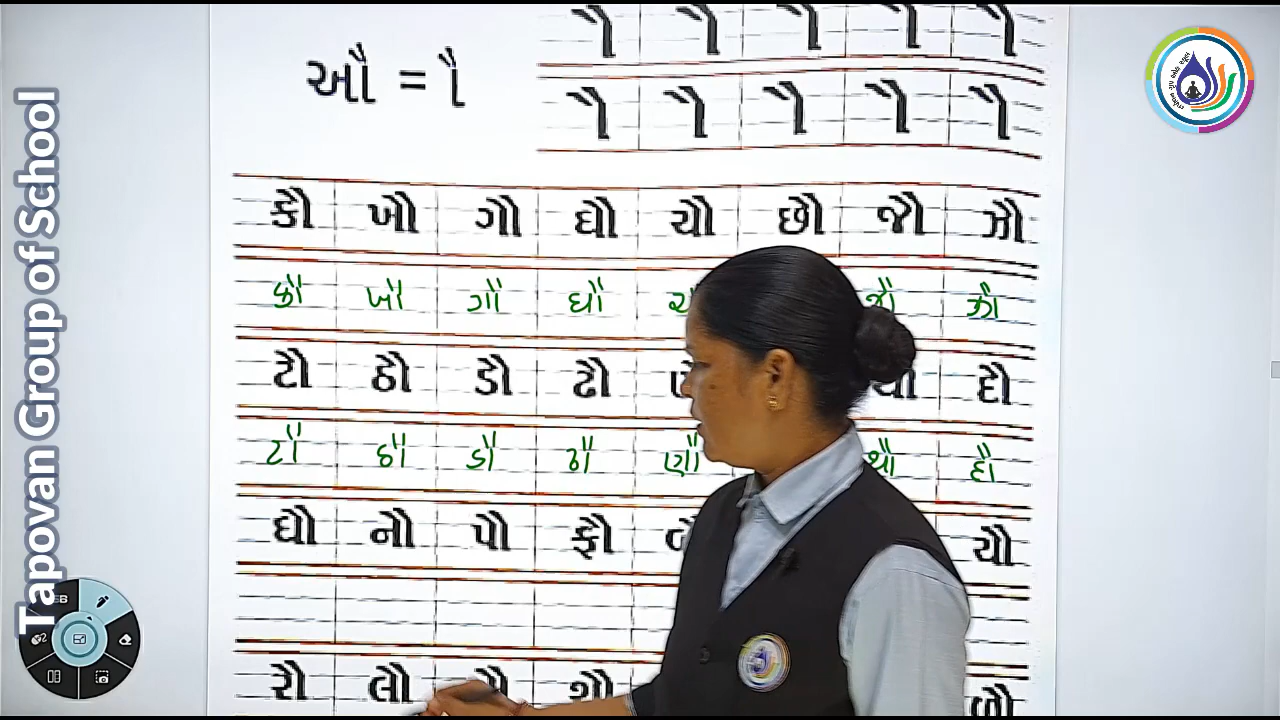 Tapovan Group of School
ૌ ૌ ૌ ૌ ૌ
ઔ = ૌ
ૌ ૌ ૌ ૌ ૌ
કૌ ખૌ ગૌ ઘૌ ચૌ છૌ જૌ ઝૌ
કૌ ખૌ ગૌ ઘૌ જૌ ઝૌ
ટૌ ઠૌ ડૌ ઢૌ થૌ દૌ
ટૌ ઠૌ ડૌ ઢૌ ણૌ થૌ દૌ
ધૌ નૌ પૌ ફૌ બૌ યૌ
રૌ લૌ શૌ ળૌ